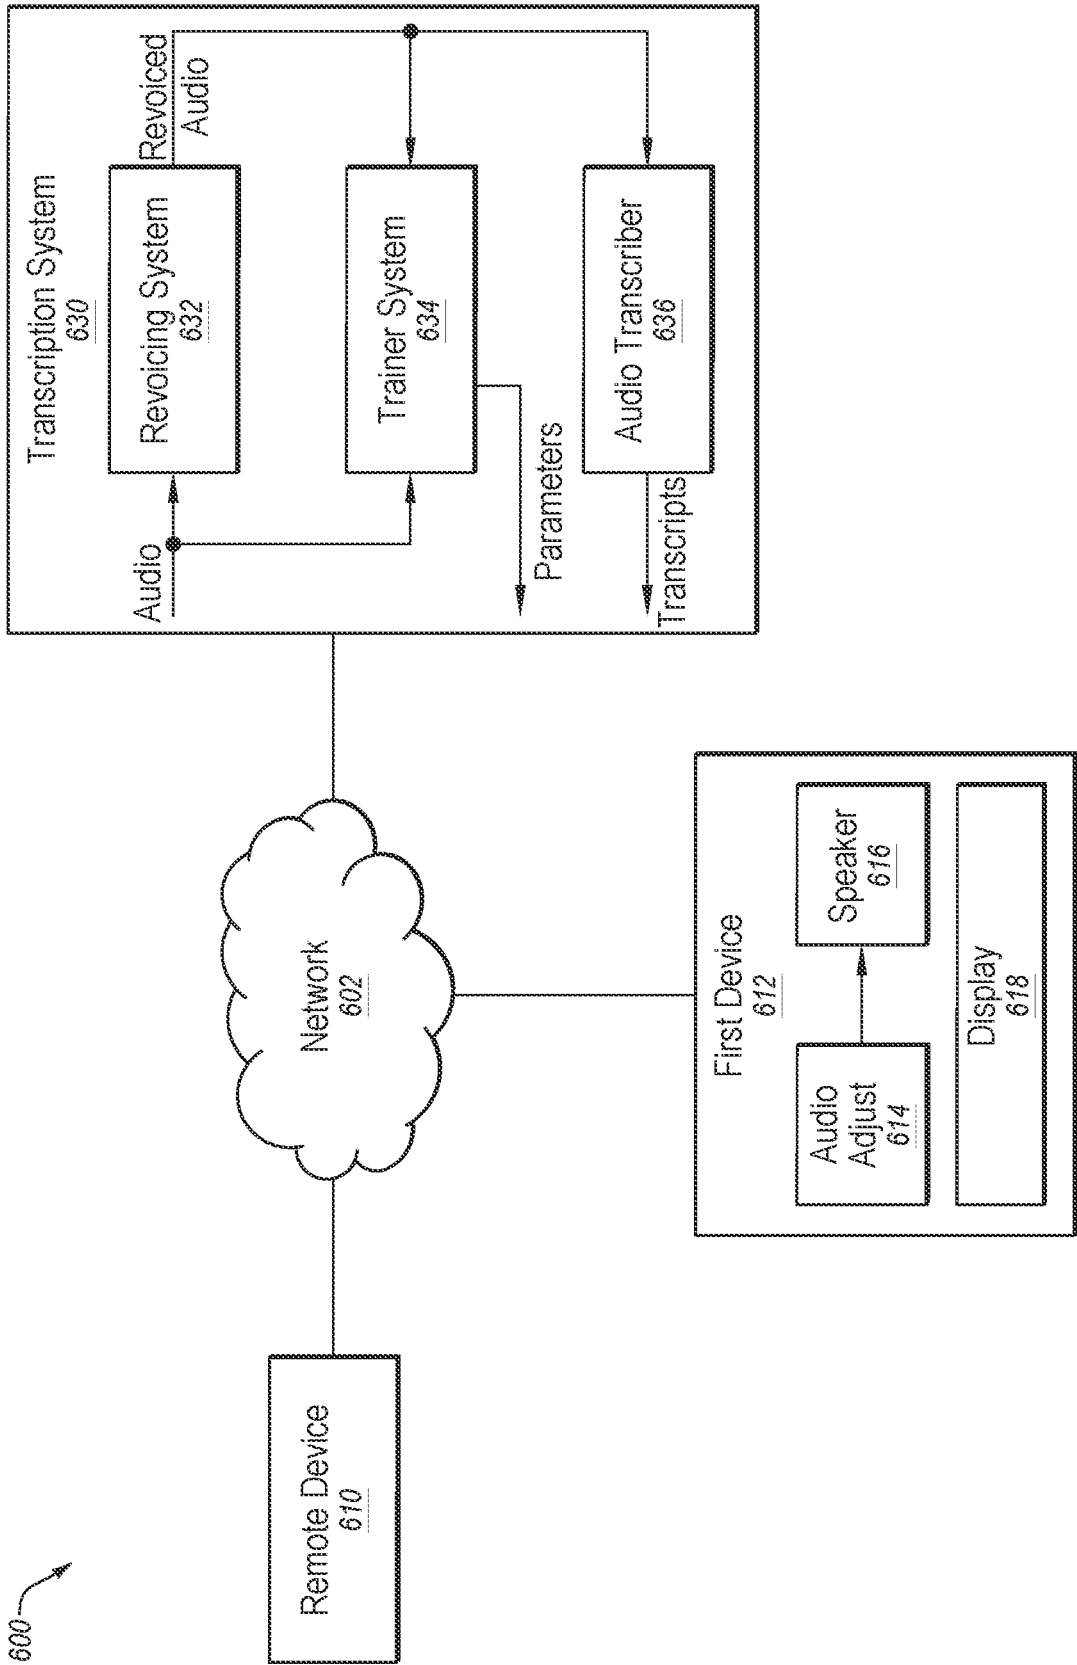 600
Remote Device
610
Network
602
First Device
612
Audio
Adjust
614
Speaker
616
Display
618
Transcription System
630
Audio
Revoicing System
632
Revoiced
Audio
Trainer System
634
Parameters
Audio Transcriber
636
Transcripts